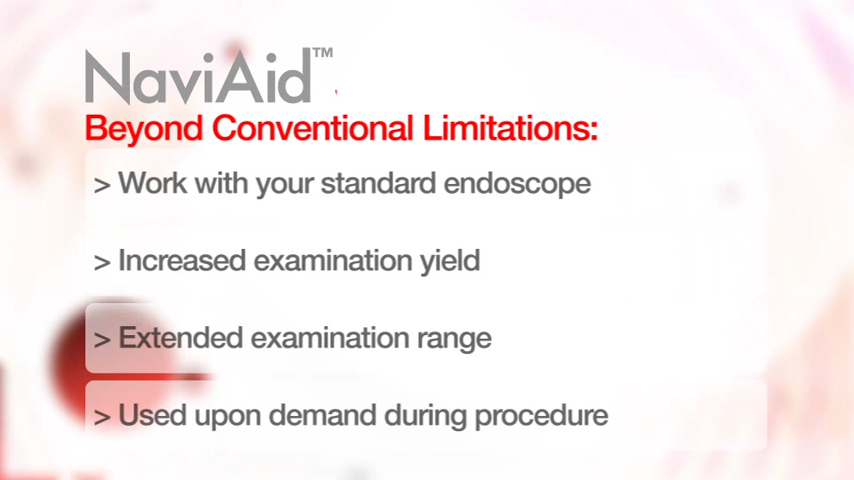 NaviAid™
Beyond Conventional Limitations:
> Work with your standard endoscope
> Increased examination yield
> Extended examination range
> Used upon demand during procedure